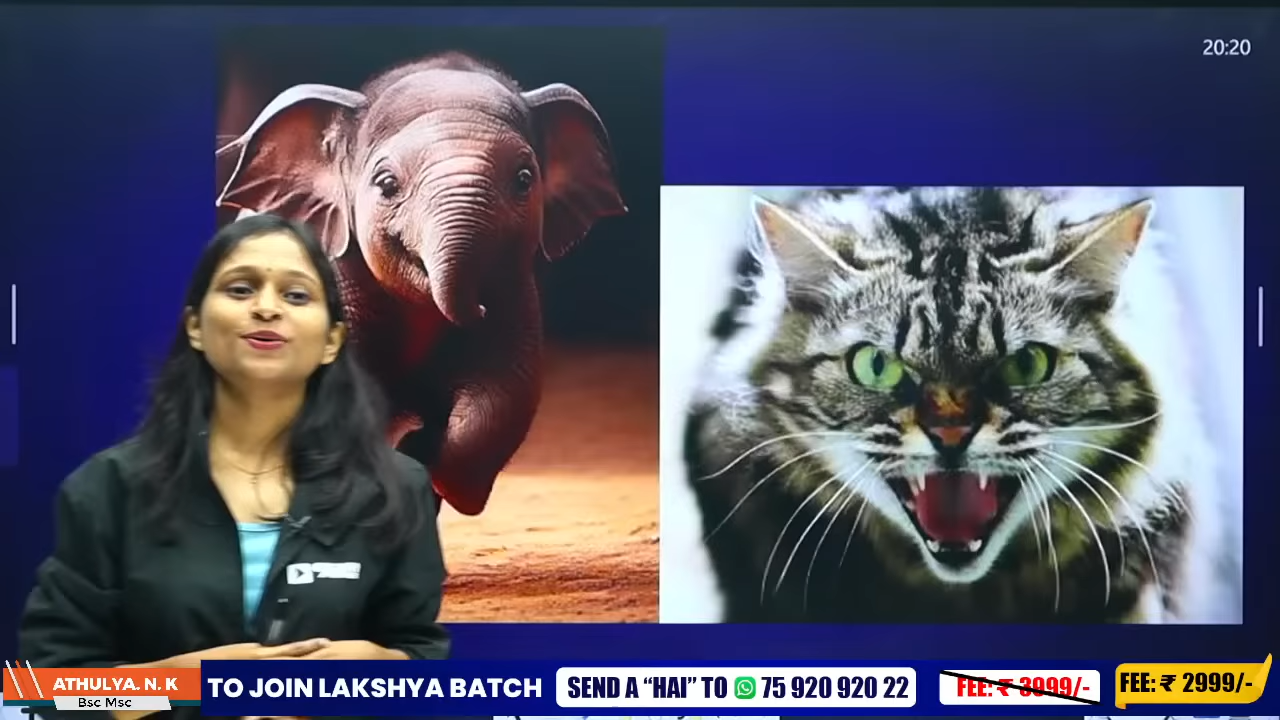 20:20
ATHULYA. N. K
Bsc Msc
TO JOIN LAKSHYA BATCH
SEND A “HAI” TO 75 920 920 22
FEE: ₹ 3999/-
FEE: ₹ 2999/-